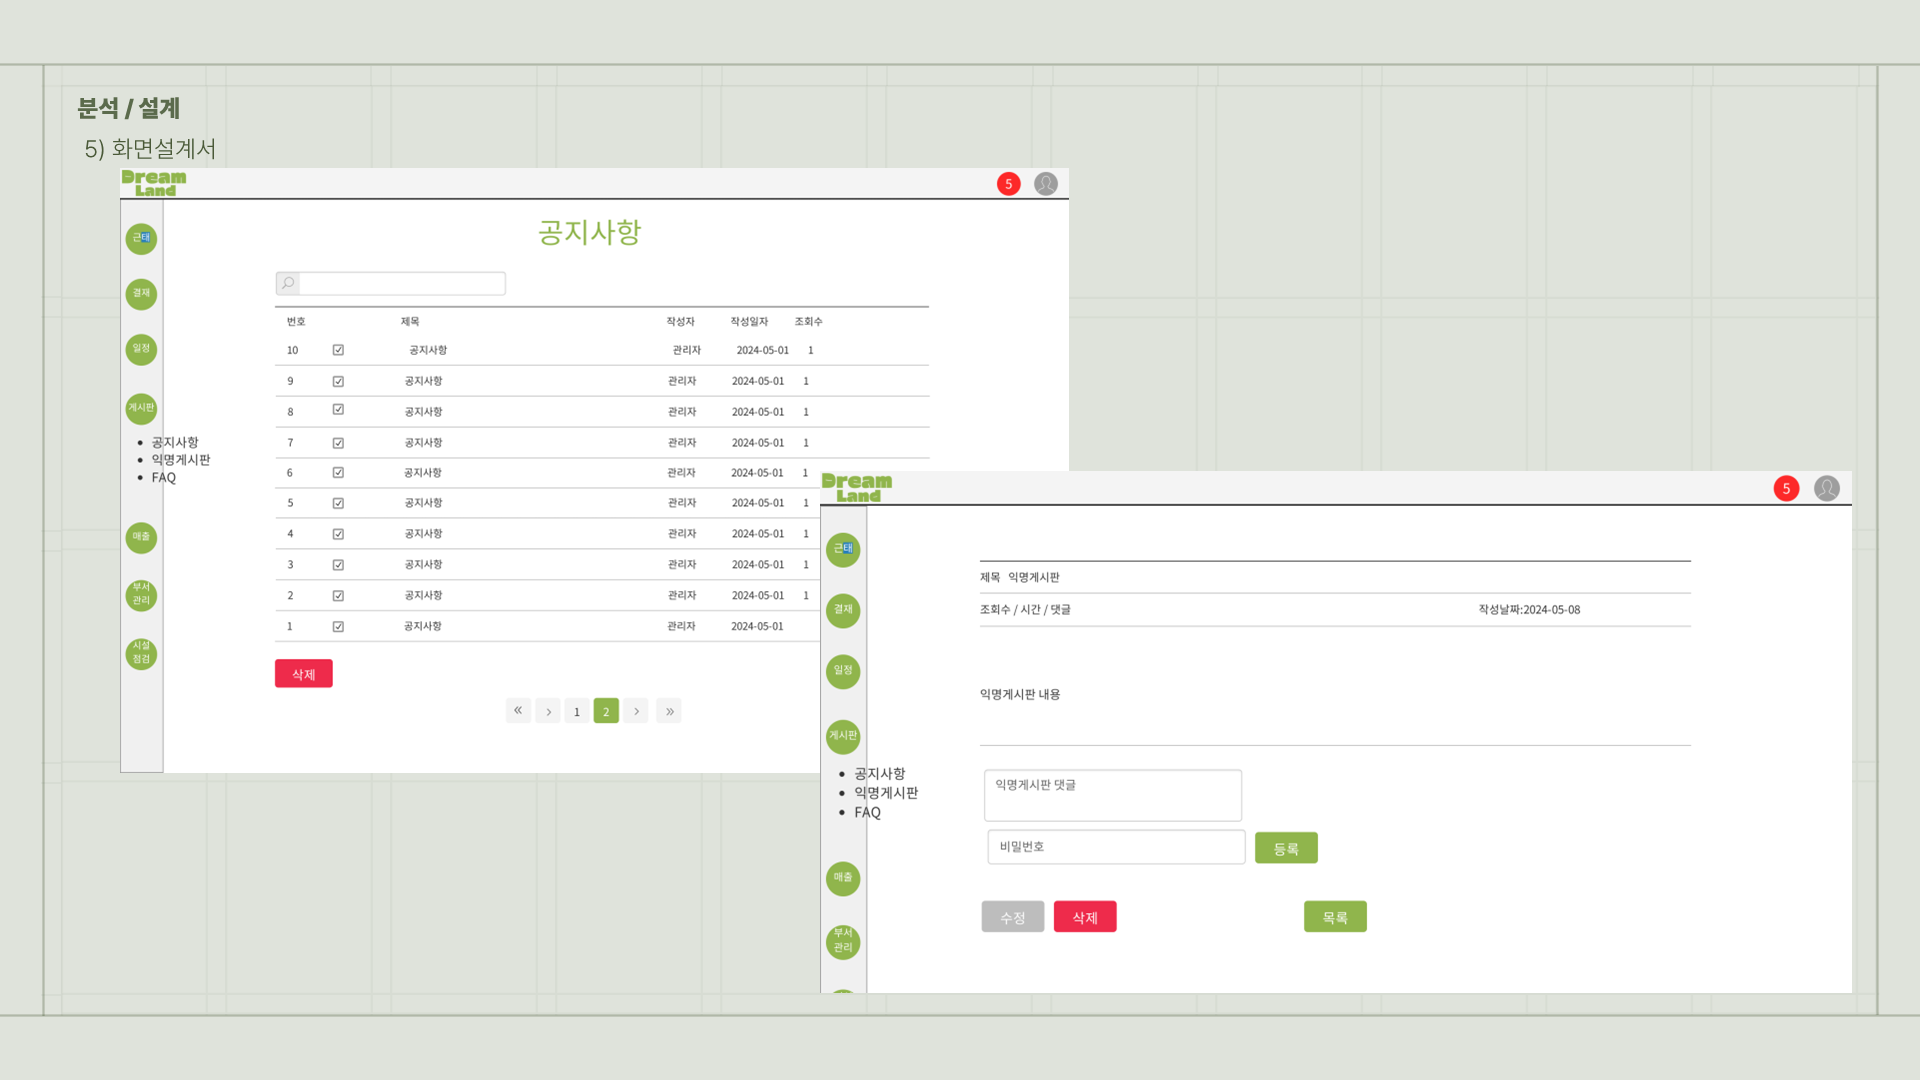 분석 / 설계
5) 화면설계서
Dream
Land
5
공지사항
근태
결재
일정
게시판
공지사항
익명게시판
FAQ
매출
부서
관리
시설
점검
번호 제목 작성자 작성일자 조회수
10 공지사항 관리자 2024-05-01 1
9 공지사항 관리자 2024-05-01 1
8 공지사항 관리자 2024-05-01 1
7 공지사항 관리자 2024-05-01 1
6 공지사항 관리자 2024-05-01 1
5 공지사항 관리자 2024-05-01 1
4 공지사항 관리자 2024-05-01 1
3 공지사항 관리자 2024-05-01 1
2 공지사항 관리자 2024-05-01 1
1 공지사항 관리자 2024-05-01
삭제
« > 1 2 > »
Dream
Land
5
근태
결재
일정
게시판
공지사항
익명게시판
FAQ
매출
부서
관리
제목 익명게시판
조회수 / 시간 / 댓글 작성날짜:2024-05-08
익명게시판 내용
익명게시판 댓글
비밀번호 등록
수정 삭제 목록